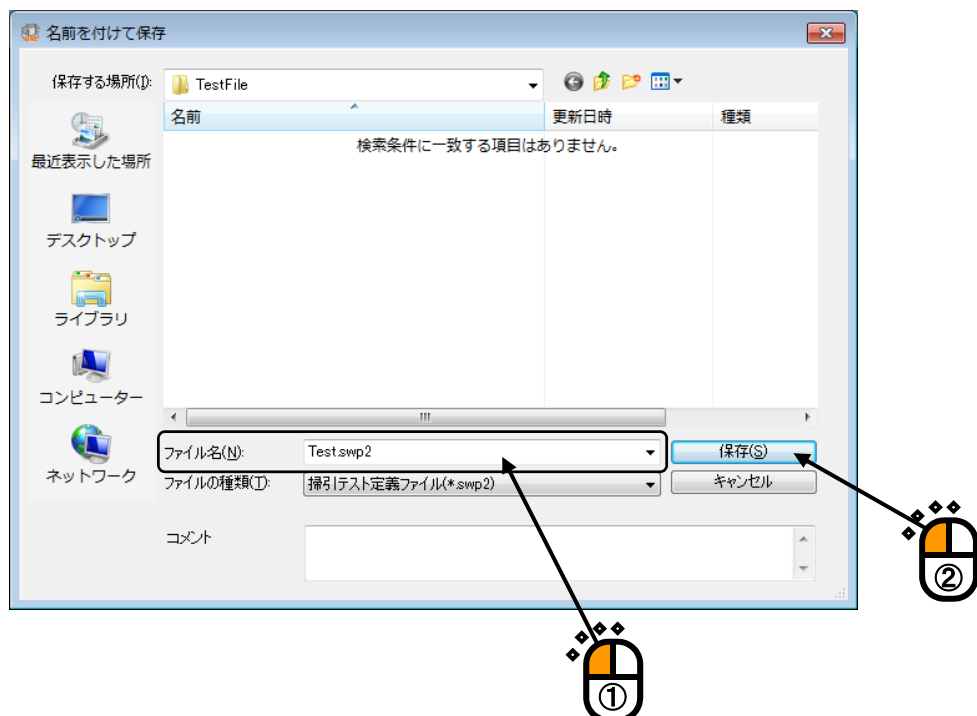 名前を付けて保存
保存する場所(I):
TestFile
名前
更新日時
種類
検索条件に一致する項目はありません。
最近表示した場所
デスクトップ
ライブラリ
コンピューター
ネットワーク
ファイル名(N):
Test.swp2
保存(S)
ファイルの種類(T):
掃引テスト定義ファイル(*.swp2)
キャンセル
コメント
②
①